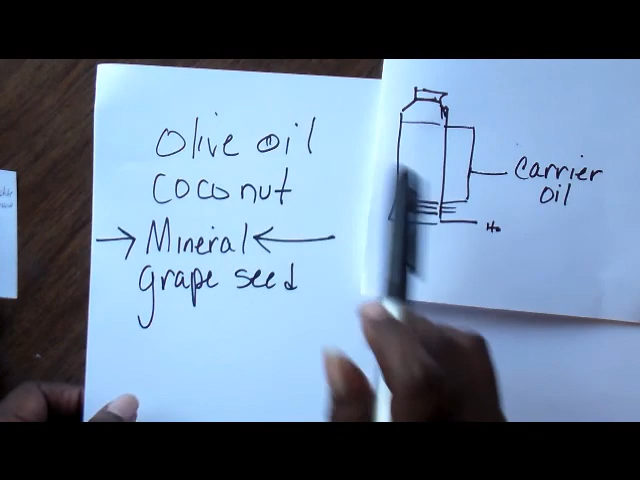 Olive oil
coconut
Mineral
grape seed
carrier
oil